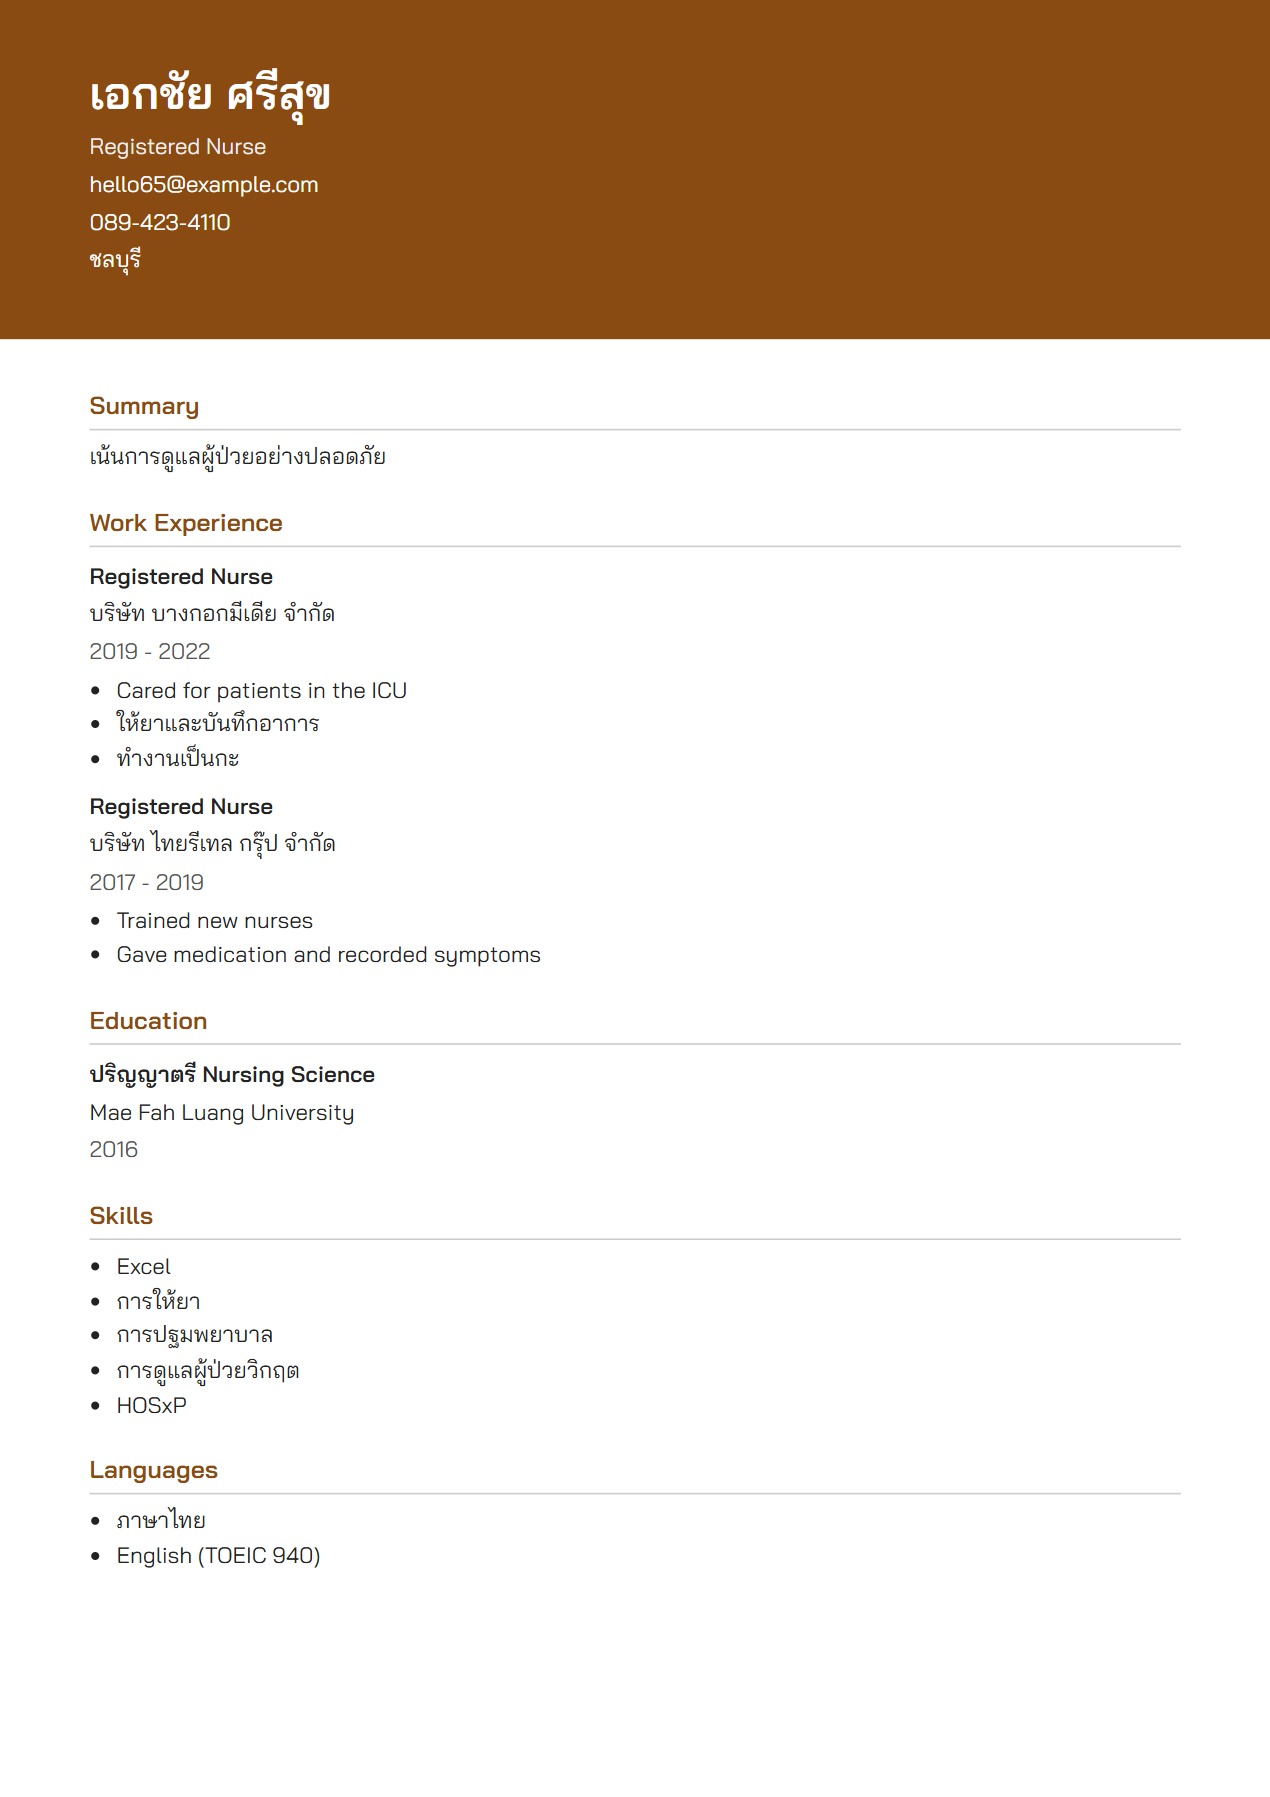 เอกชัย ศรีสุข
Registered Nurse
hello65@example.com
089-423-4110
ชลบุรี
Summary
เน้นการดูแลผู้ป่วยอย่างปลอดภัย
Work Experience
Registered Nurse
บริษัท บางกอกมีเดีย จำกัด
2019 - 2022
• Cared for patients in the ICU
• ให้ยาและบันทึกอาการ
• ทำงานเป็นกะ
Registered Nurse
บริษัท ไทยรีเทล กรุ๊ป จำกัด
2017 - 2019
• Trained new nurses
• Gave medication and recorded symptoms
Education
ปริญญาตรี Nursing Science
Mae Fah Luang University
2016
Skills
• Excel
• การให้ยา
• การปฐมพยาบาล
• การดูแลผู้ป่วยวิกฤต
• HOSxP
Languages
• ภาษาไทย
• English (TOEIC 940)